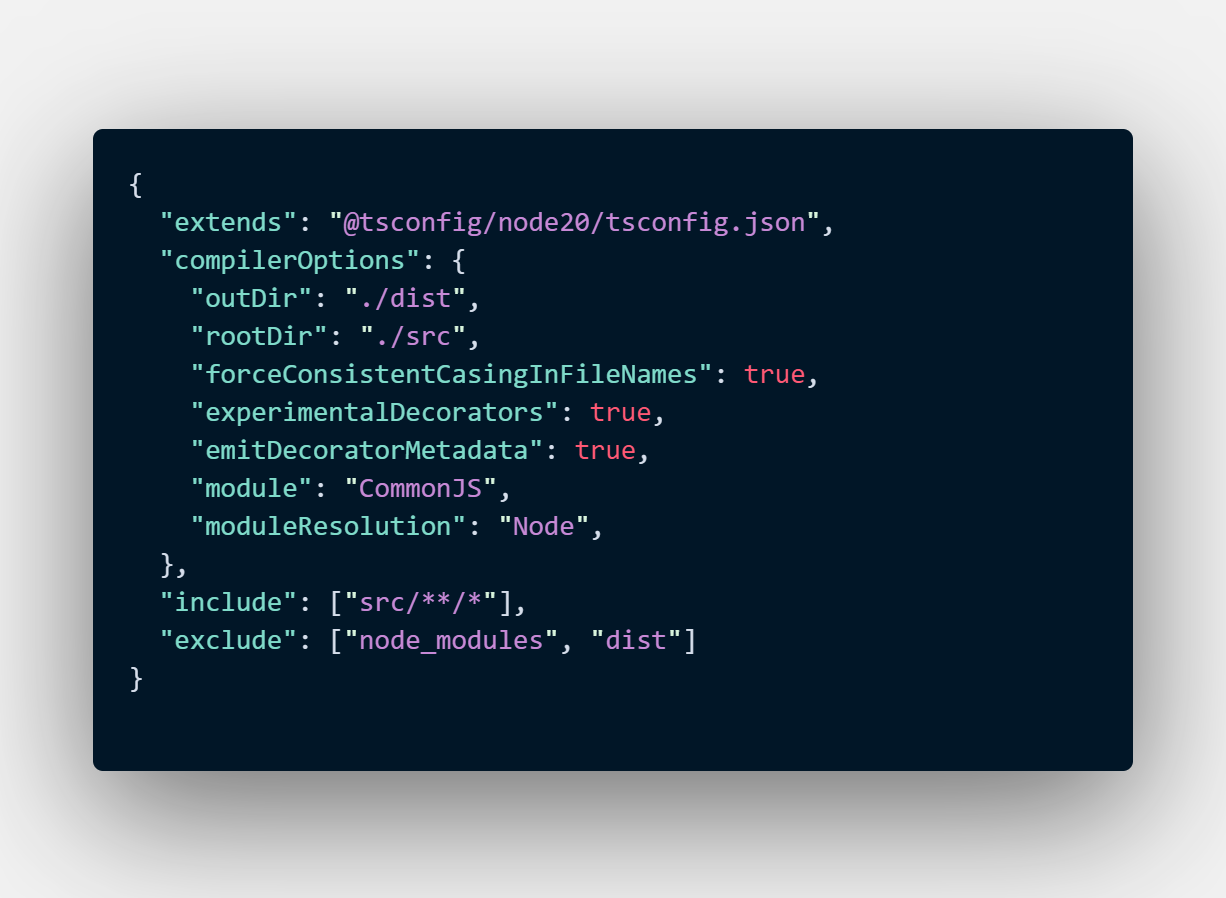 {
  "extends": "@tsconfig/node20/tsconfig.json",
  "compilerOptions": {
    "outDir": "./dist",
    "rootDir": "./src",
    "forceConsistentCasingInFileNames": true,
    "experimentalDecorators": true,
    "emitDecoratorMetadata": true,
    "module": "CommonJS",
    "moduleResolution": "Node",
  },
  "include": ["src/**/*"],
  "exclude": ["node_modules", "dist"]
}